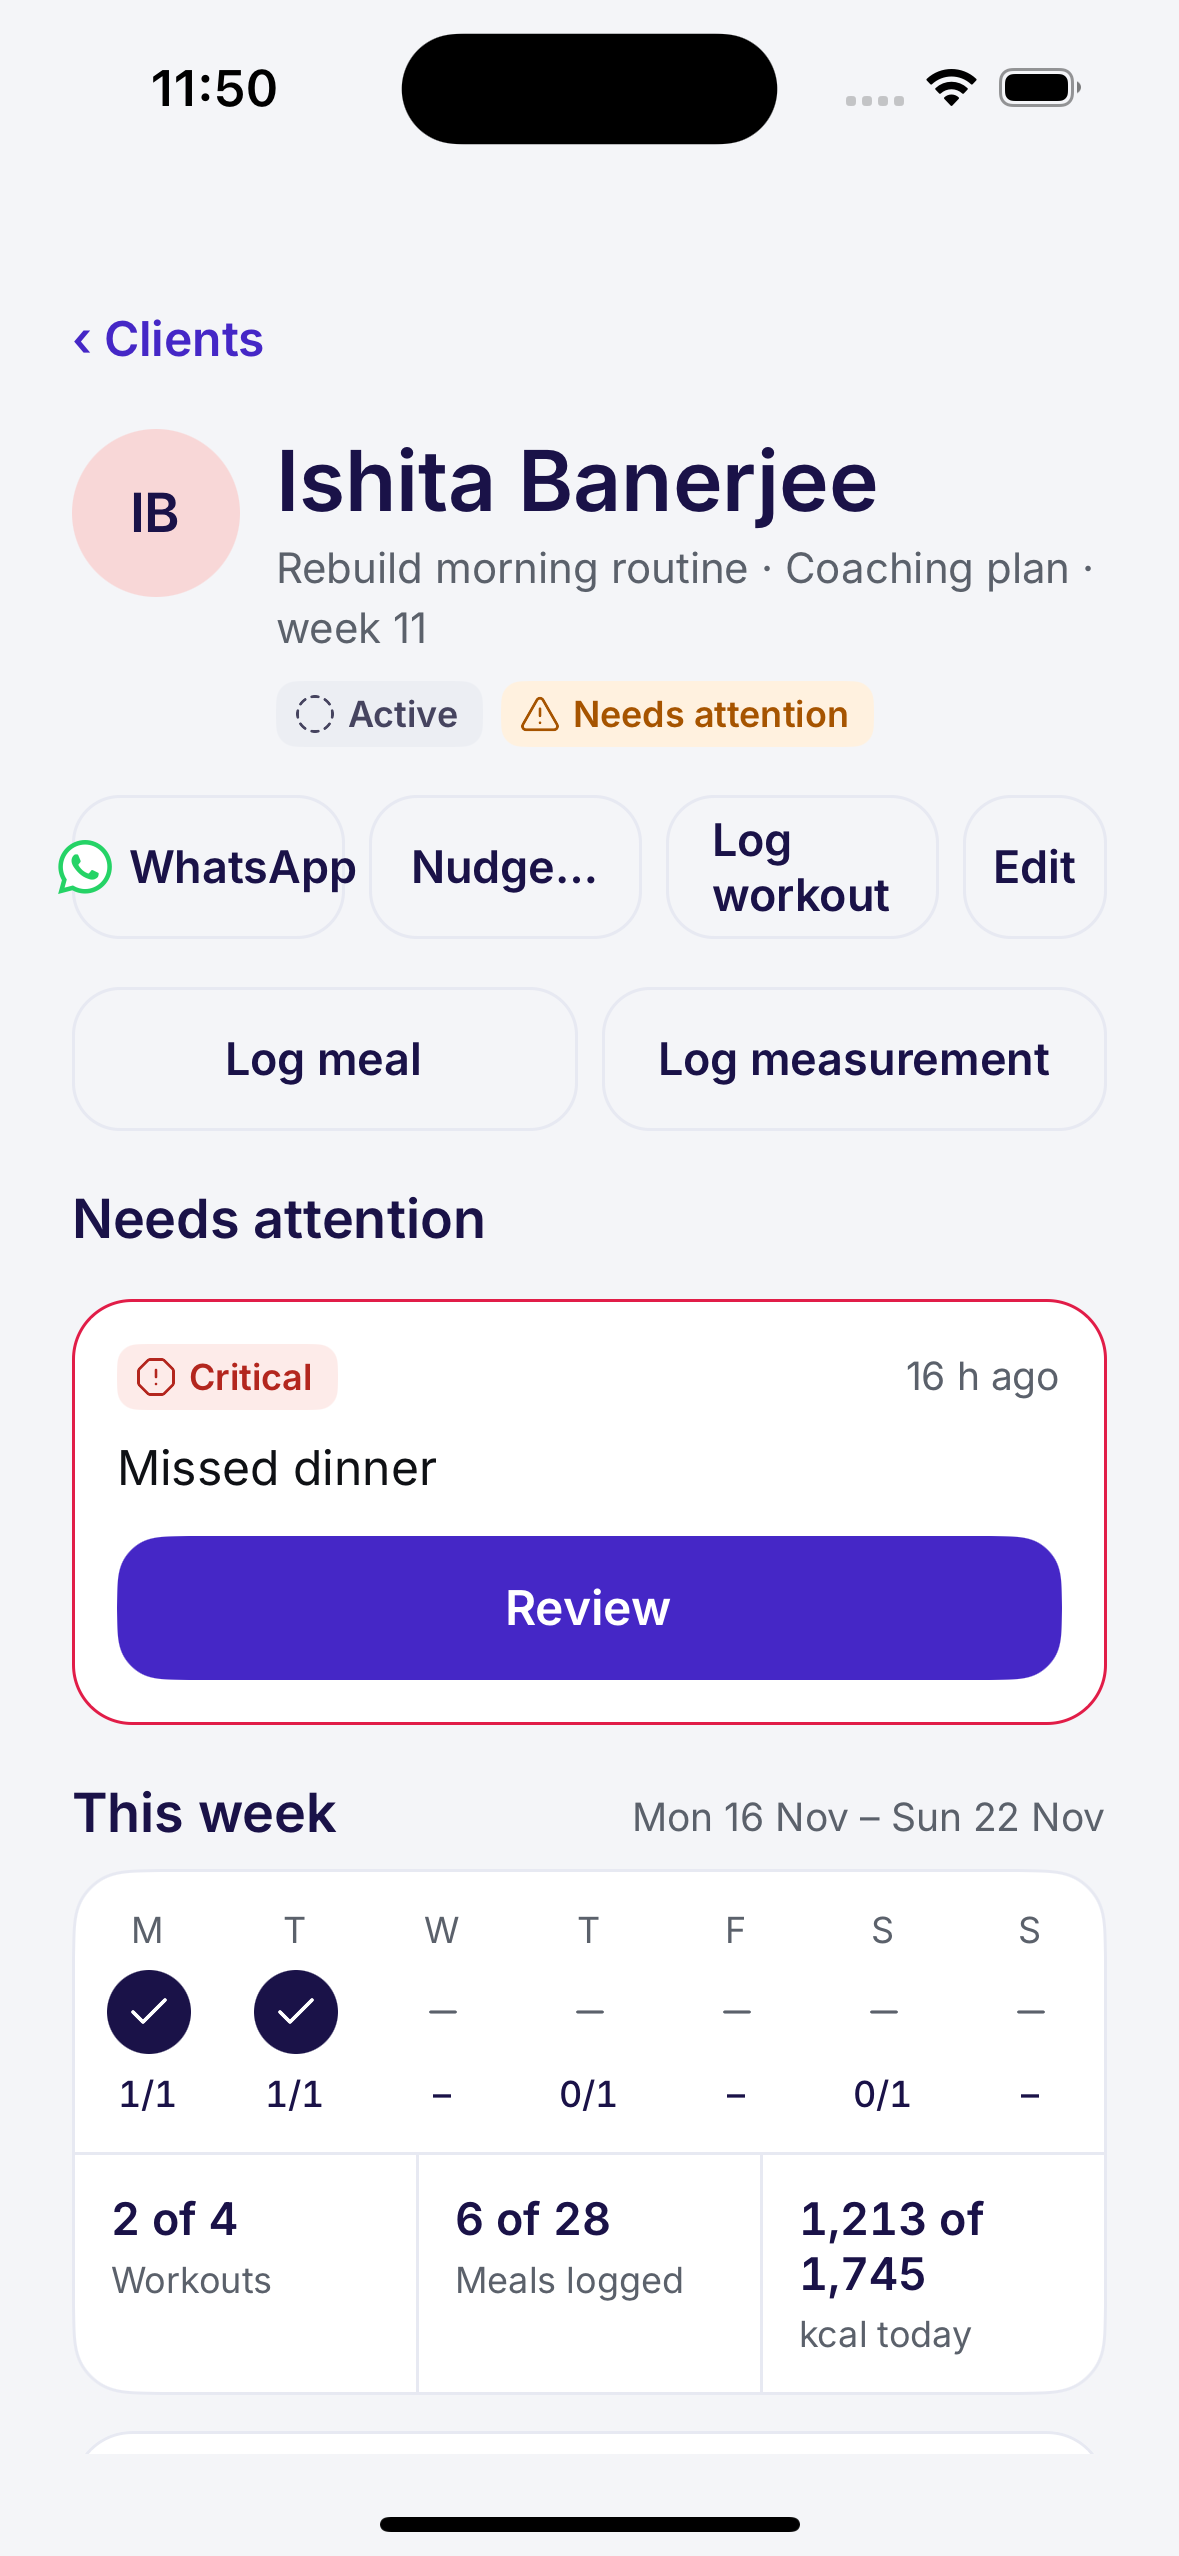 11:50
‹ Clients
IB
Ishita Banerjee
Rebuild morning routine · Coaching plan ·
week 11
Active
Needs attention
WhatsApp
Nudge...
Log
workout
Edit
Log meal
Log measurement
Needs attention
Critical
16 h ago
Missed dinner
Review
This week
Mon 16 Nov – Sun 22 Nov
M T W T F S S
1/1 1/1 – 0/1 – 0/1 –
2 of 4
Workouts
6 of 28
Meals logged
1,213 of
1,745
kcal today